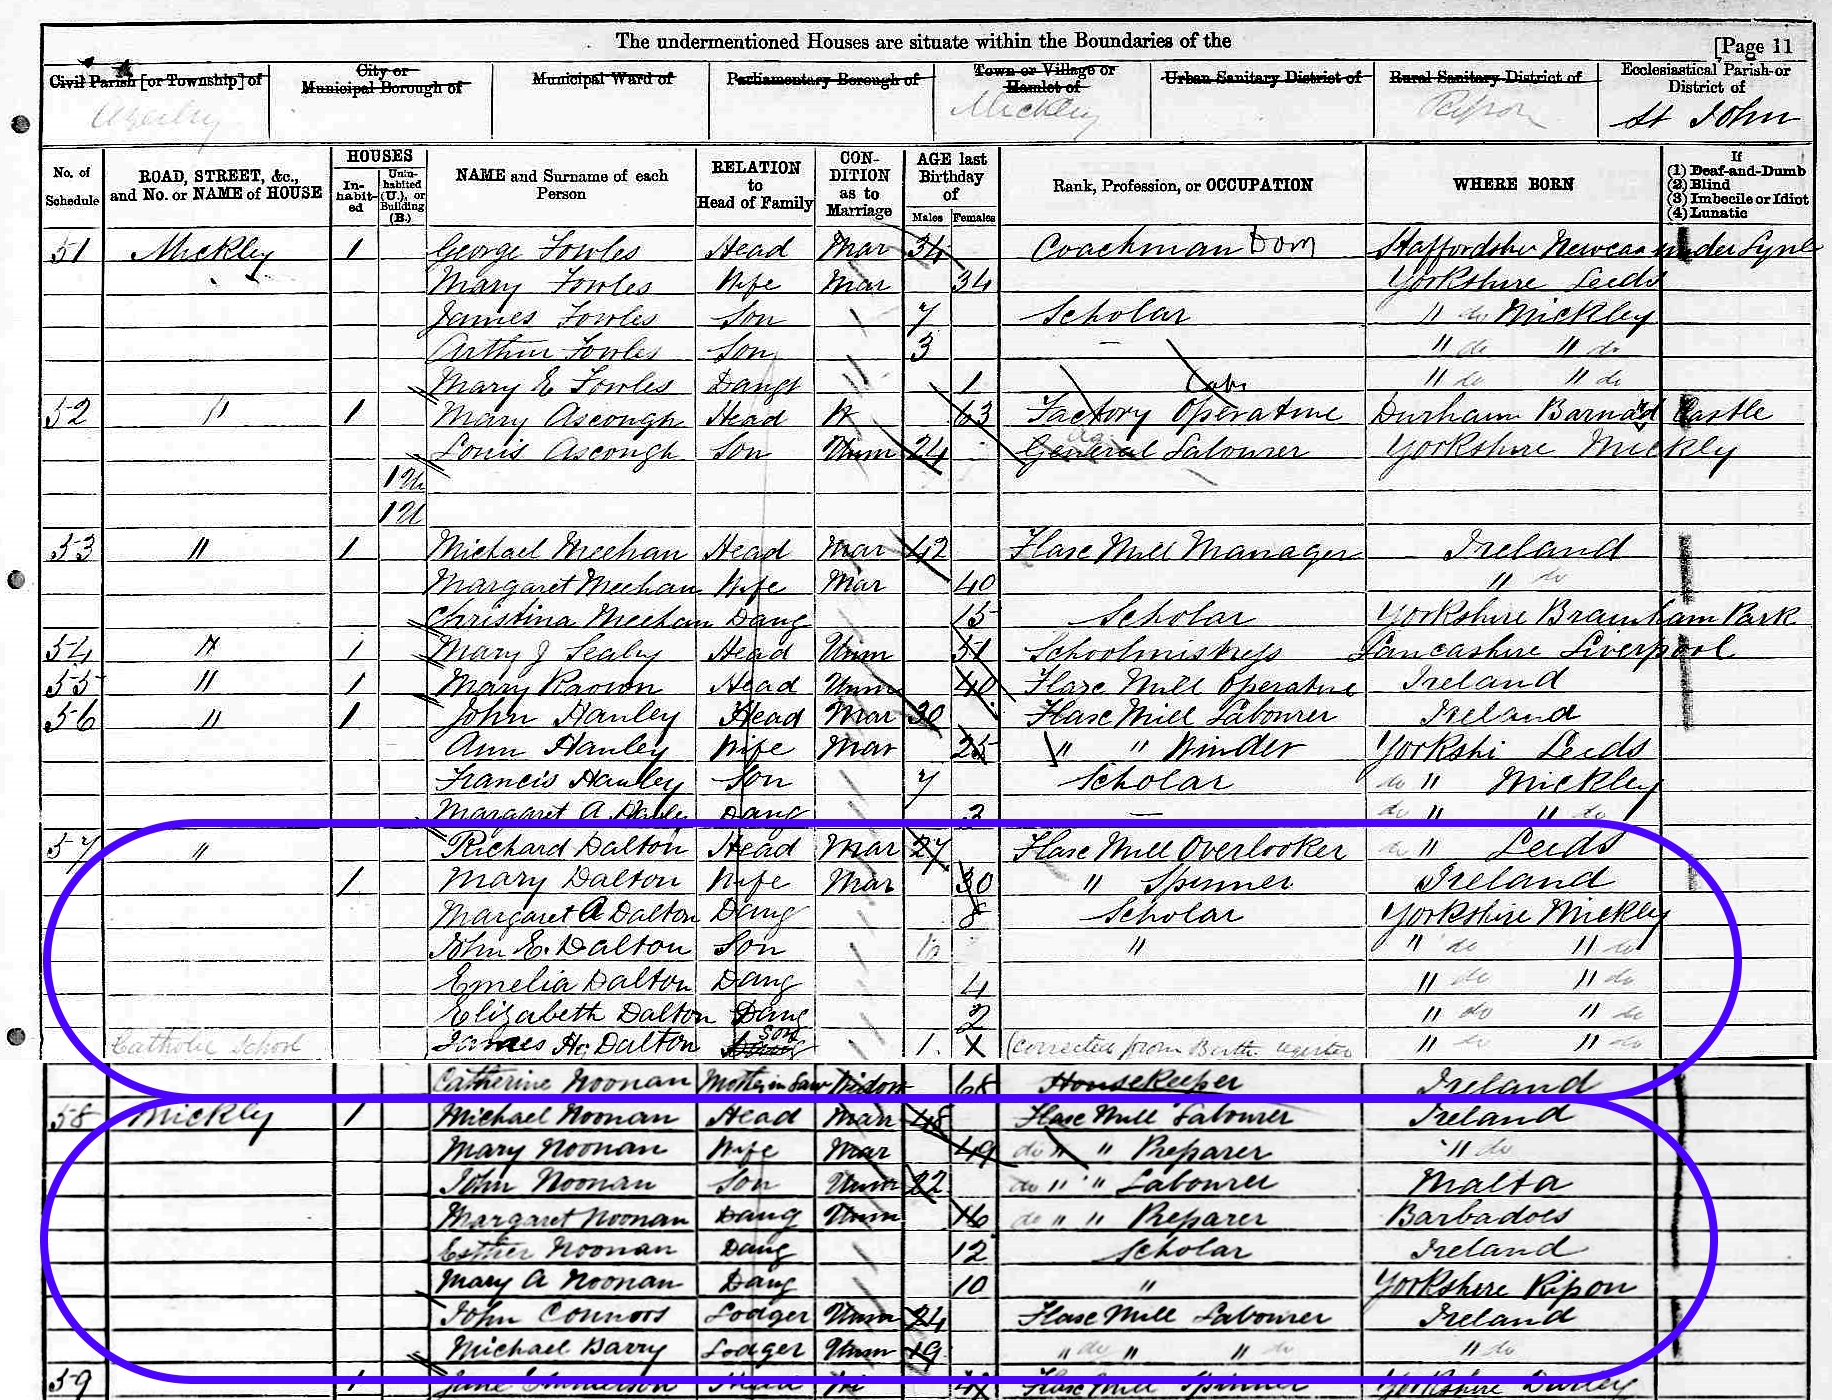 The undermentioned Houses are situate within the Boundaries of the [Page 11
Civil Parish [or Township] of City or Municipal Borough of Municipal Ward of Parliamentary Borough of Town or Village or Hamlet of Urban Sanitary District of Rural Sanitary District of Ecclesiastical Parish or District of
Azerley Mickley Ripon St John
No. of Schedule ROAD, STREET, &c., and No. or NAME of HOUSE HOUSES Inhabited Uninhabited (U.), or Building (B.) NAME and Surname of each Person RELATION to Head of Family CONDITION as to Marriage AGE last Birthday of Males Females Rank, Profession, or OCCUPATION WHERE BORN If (1) Deaf-and-Dumb (2) Blind (3) Imbecile or Idiot (4) Lunatic
51 Mickley 1 George Fowles Head Mar 34 Coachman Dom Staffordshr Newcas under Lyne
Mary Fowles Wife Mar 34 Yorkshire Leeds
James Fowles Son 7 Scholar " do Mickley
Arthur Fowles Son 3 - " do " do
Mary E Fowles Daugt 1 " do " do
52 " 1 Mary Ascough Head W 63 Factory Operative Durham Barnard Castle
Louis Ascough Son Unm 24 General Labourer Yorkshire Mickly
1 U
1 U
53 " 1 Michael Meehan Head Mar 42 Flax Mill Manager Ireland
Margaret Meehan Wife Mar 40 " do
Christina Meehan Daug 15 Scholar Yorkshire Bramham Park
54 " 1 Mary J Sealy Head Unm 51 Schoolmistress Lancashire Liverpool
55 " 1 Mary Head Unm 40 Flax Mill Operative Ireland
56 " 1 John Hanley Head Mar 30 Flax Mill Labourer Ireland
Ann Hanley Wife Mar 25 " " Winder Yorkshi Leeds
Francis Hanley Son 7 Scholar do " Mickley
Margaret A Hanley Daug 3 - do " " do
57 " Richard Dalton Head Mar 27 Flax Mill Overlooker do " Leeds
1 Mary Dalton Wife Mar 30 " Spinner Ireland
Margaret A Dalton Daug 8 Scholar Yorkshire Mickley
John E. Dalton Son " " do " do
Emelia Dalton Daug 4 " do " do
Elizabeth Dalton Daug 2 " do " do
Catholic School James Hy Dalton Daug Son 1 (corrected from Birth register " do " do
Catherine Noonan Mother in Law Widow 68 Housekeeper Ireland
58 Mickly 1 Michael Noonan Head Mar 48 Flax Mill Labourer Ireland
Mary Noonan Wife Mar 49 do " " Preparer " do
John Noonan Son Unm 22 do " " Labourer Malta
Margaret Noonan Daug Unm 16 do " " Preparer Barbadoes
Esther Noonan Daug 12 Scholar Ireland
Mary A Noonan Daug 10 " Yorkshire Ripon
John Connors Lodger Unm 24 Flax Mill Labourer Ireland
Michael Barry Lodger Unm 19 " do " " do " do
59 1 Jane Emmerson Head Flax Mill Spinner Yorkshire